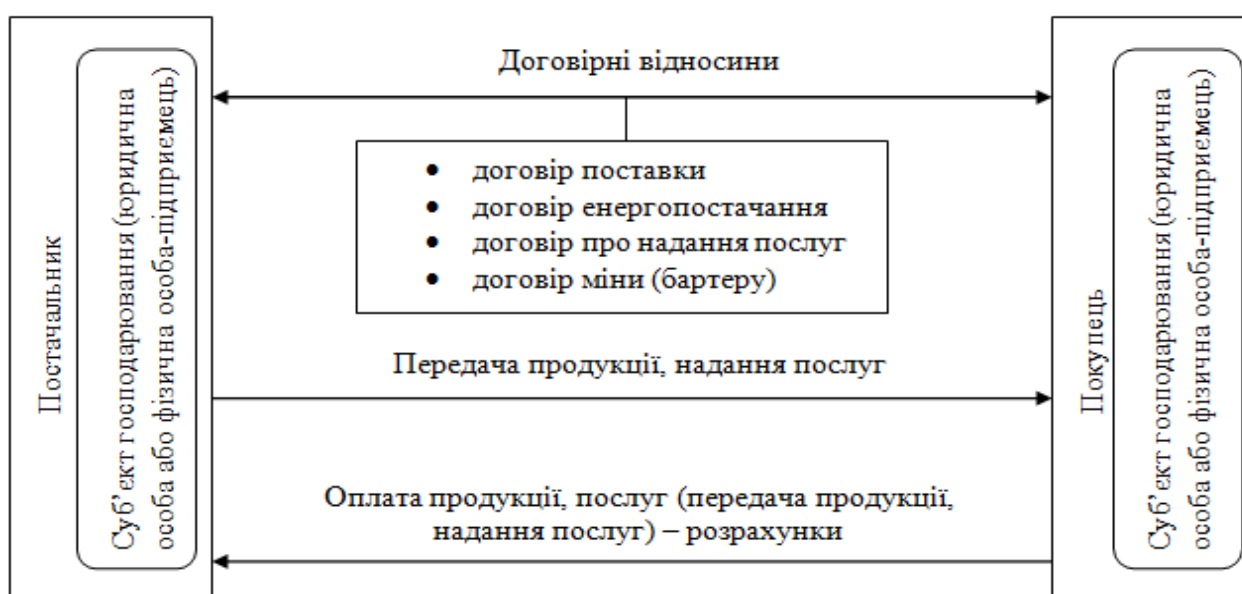 Постачальник
Суб’єкт господарювання (юридична
особа або фізична особа-підприємець)
Договірні відносини
• договір поставки
• договір енергопостачання
• договір про надання послуг
• договір міни (бартеру)
Передача продукції, надання послуг
Оплата продукції, послуг (передача продукції,
надання послуг) – розрахунки
Покупець
Суб’єкт господарювання (юридична
особа або фізична особа-підприємець)